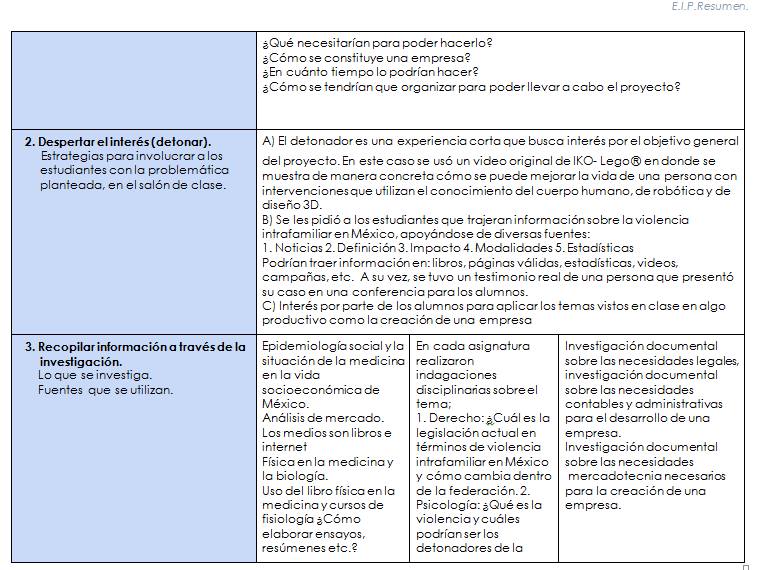 E.I.P.Resumen.
¿Qué necesitarían para poder hacerlo?
¿Cómo se constituye una empresa?
¿En cuánto tiempo lo podrían hacer?
¿Cómo se tendrían que organizar para poder llevar a cabo el proyecto?
2. Despertar el interés (detonar).
Estrategias para involucrar a los
estudiantes con la problemática
planteada, en el salón de clase.
A) El detonador es una experiencia corta que busca interés por el objetivo general
del proyecto. En este caso se usó un video original de IKO- Lego® en donde se
muestra de manera concreta cómo se puede mejorar la vida de una persona con
intervenciones que utilizan el conocimiento del cuerpo humano, de robótica y de
diseño 3D.
B) Se les pidió a los estudiantes que trajeran información sobre la violencia
intrafamiliar en México, apoyándose de diversas fuentes:
1. Noticias 2. Definición 3. Impacto 4. Modalidades 5. Estadísticas
Podrían traer información en: libros, páginas válidas, estadísticas, videos,
campañas, etc.  A su vez, se tuvo un testimonio real de una persona que presentó
su caso en una conferencia para los alumnos.
C) Interés por parte de los alumnos para aplicar los temas vistos en clase en algo
productivo como la creación de una empresa
3. Recopilar información a través de la
investigación.
Lo que se investiga.
Fuentes que se utilizan.
Epidemiología social y la
situación de la medicina
en la vida
socioeconómica de
México.
Análisis de mercado.
Los medios son libros e
internet
Física en la medicina y
la biología.
Uso del libro física en la
medicina y cursos de
fisiología ¿Cómo
elaborar ensayos,
resúmenes etc.?
En cada asignatura
realizaron
indagaciones
disciplinarias sobre el
tema;
1. Derecho: ¿Cuál es la
legislación actual en
términos de violencia
intrafamiliar en México
y cómo cambia dentro
de la federación. 2.
Psicología: ¿Qué es la
violencia y cuáles
podrían ser los
detonadores de la
Investigación documental
sobre las necesidades legales,
investigación documental
sobre las necesidades
contables y administrativas
para el desarrollo de una
empresa.
Investigación documental
sobre las necesidades
mercadotecnia necesarios
para la creación de una
empresa.